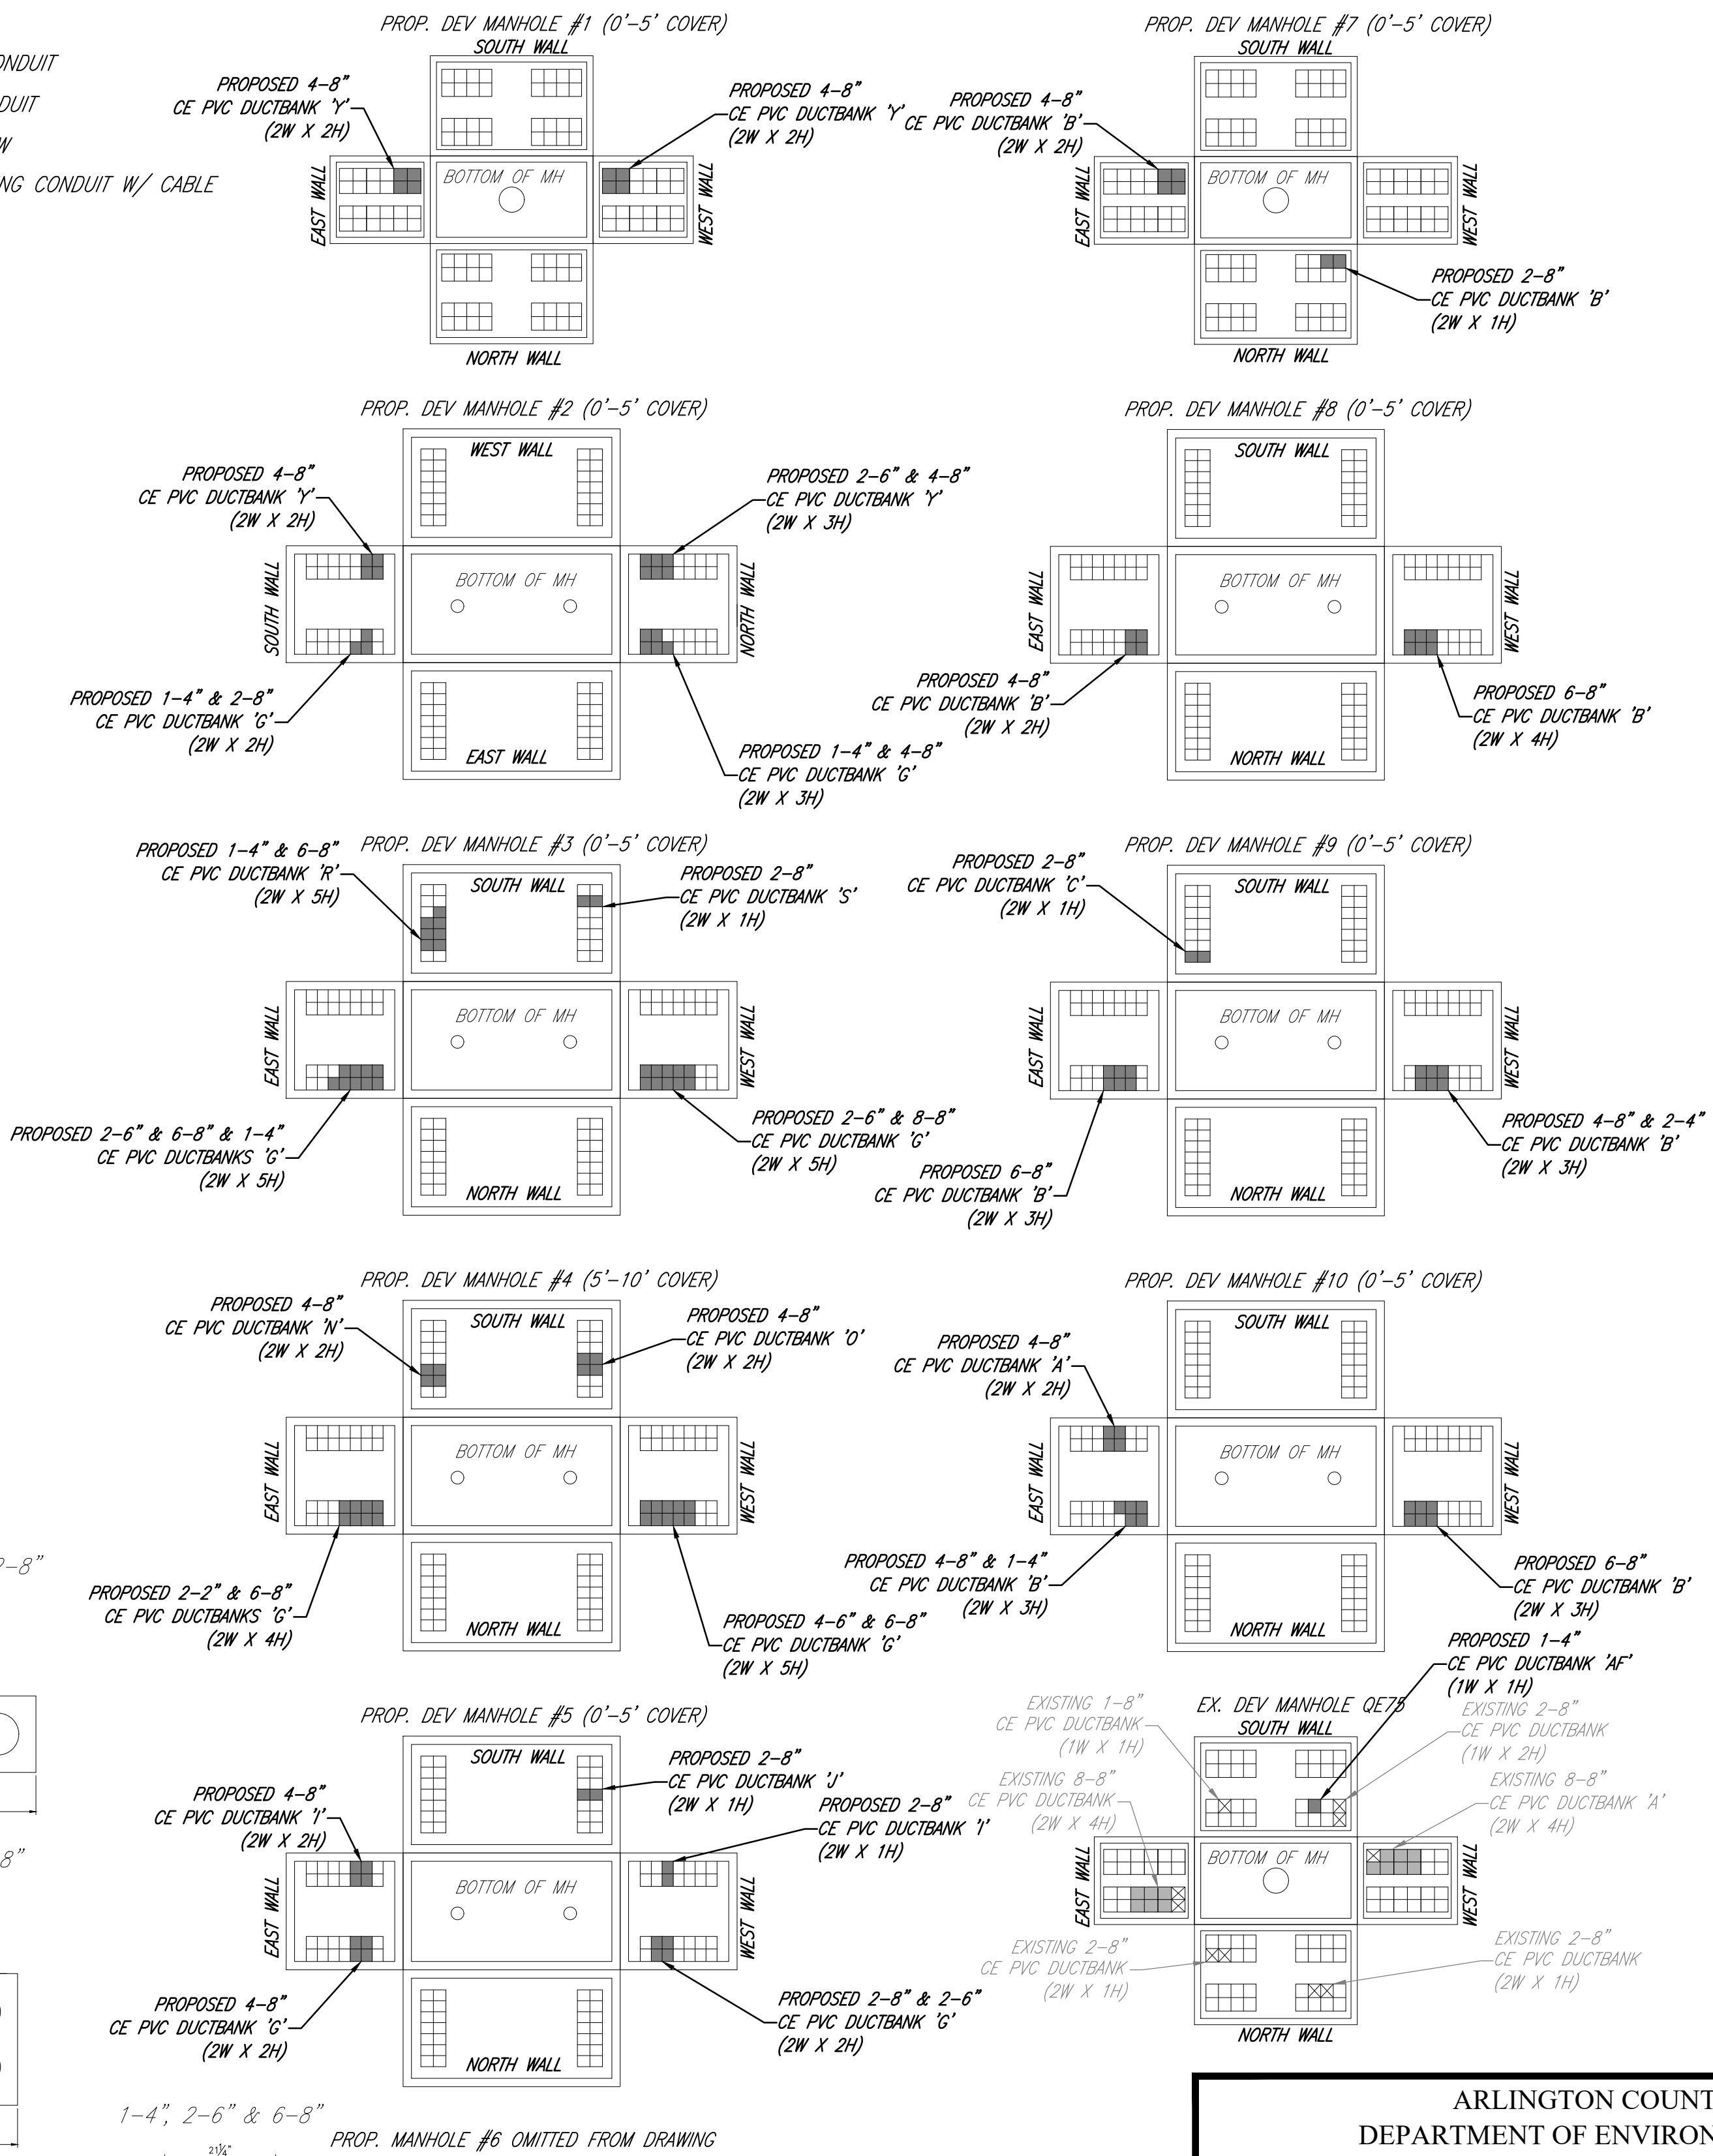 ONDUIT
DUIT
W
NG CONDUIT W/ CABLE
PROP. DEV MANHOLE #1 (0'-5' COVER)
SOUTH WALL
PROPOSED 4-8"
CE PVC DUCTBANK 'Y'
(2W X 2H)
PROPOSED 4-8"
CE PVC DUCTBANK 'Y'
(2W X 2H)
EAST WALL
BOTTOM OF MH
WEST WALL
NORTH WALL
PROP. DEV MANHOLE #7 (0'-5' COVER)
SOUTH WALL
PROPOSED 4-8"
CE PVC DUCTBANK 'B'
(2W X 2H)
EAST WALL
BOTTOM OF MH
WEST WALL
PROPOSED 2-8"
CE PVC DUCTBANK 'B'
(2W X 1H)
NORTH WALL
PROP. DEV MANHOLE #2 (0'-5' COVER)
WEST WALL
PROPOSED 4-8"
CE PVC DUCTBANK 'Y'
(2W X 2H)
PROPOSED 2-6" & 4-8"
CE PVC DUCTBANK 'Y'
(2W X 3H)
SOUTH WALL
BOTTOM OF MH
NORTH WALL
PROPOSED 1-4" & 2-8"
CE PVC DUCTBANK 'G'
(2W X 2H)
EAST WALL
PROPOSED 1-4" & 4-8"
CE PVC DUCTBANK 'G'
(2W X 3H)
PROP. DEV MANHOLE #8 (0'-5' COVER)
SOUTH WALL
EAST WALL
BOTTOM OF MH
WEST WALL
PROPOSED 4-8"
CE PVC DUCTBANK 'B'
(2W X 2H)
PROPOSED 6-8"
CE PVC DUCTBANK 'B'
(2W X 4H)
NORTH WALL
PROP. DEV MANHOLE #3 (0'-5' COVER)
PROPOSED 1-4" & 6-8"
CE PVC DUCTBANK 'R'
(2W X 5H)
SOUTH WALL
PROPOSED 2-8"
CE PVC DUCTBANK 'S'
(2W X 1H)
EAST WALL
BOTTOM OF MH
WEST WALL
PROPOSED 2-6" & 6-8" & 1-4"
CE PVC DUCTBANKS 'G'
(2W X 5H)
PROPOSED 2-6" & 8-8"
CE PVC DUCTBANK 'G'
(2W X 5H)
NORTH WALL
PROP. DEV MANHOLE #9 (0'-5' COVER)
PROPOSED 2-8"
CE PVC DUCTBANK 'C'
(2W X 1H)
SOUTH WALL
EAST WALL
BOTTOM OF MH
WEST WALL
PROPOSED 6-8"
CE PVC DUCTBANK 'B'
(2W X 3H)
PROPOSED 4-8" & 2-4"
CE PVC DUCTBANK 'B'
(2W X 3H)
NORTH WALL
PROP. DEV MANHOLE #4 (5'-10' COVER)
PROPOSED 4-8"
CE PVC DUCTBANK 'N'
(2W X 2H)
SOUTH WALL
PROPOSED 4-8"
CE PVC DUCTBANK 'O'
(2W X 2H)
EAST WALL
BOTTOM OF MH
WEST WALL
PROPOSED 2-2" & 6-8"
CE PVC DUCTBANKS 'G'
(2W X 4H)
PROPOSED 4-6" & 6-8"
CE PVC DUCTBANK 'G'
(2W X 5H)
NORTH WALL
PROP. DEV MANHOLE #10 (0'-5' COVER)
SOUTH WALL
PROPOSED 4-8"
CE PVC DUCTBANK 'A'
(2W X 2H)
EAST WALL
BOTTOM OF MH
WEST WALL
PROPOSED 4-8" & 1-4"
CE PVC DUCTBANK 'B'
(2W X 3H)
PROPOSED 6-8"
CE PVC DUCTBANK 'B'
(2W X 3H)
NORTH WALL
2-8"
PROP. DEV MANHOLE #5 (0'-5' COVER)
SOUTH WALL
PROPOSED 2-8"
CE PVC DUCTBANK 'J'
(2W X 1H)
PROPOSED 4-8"
CE PVC DUCTBANK 'I'
(2W X 2H)
PROPOSED 2-8"
CE PVC DUCTBANK 'I'
(2W X 1H)
EAST WALL
BOTTOM OF MH
WEST WALL
PROPOSED 4-8"
CE PVC DUCTBANK 'G'
(2W X 2H)
PROPOSED 2-8" & 2-6"
CE PVC DUCTBANK 'G'
(2W X 2H)
NORTH WALL
EX. DEV MANHOLE QE75
SOUTH WALL
PROPOSED 1-4"
CE PVC DUCTBANK 'AF'
(1W X 1H)
EXISTING 1-8"
CE PVC DUCTBANK
(1W X 1H)
EXISTING 2-8"
CE PVC DUCTBANK
(1W X 2H)
EXISTING 8-8"
CE PVC DUCTBANK
(2W X 4H)
EXISTING 8-8"
CE PVC DUCTBANK 'A'
(2W X 4H)
EAST WALL
BOTTOM OF MH
WEST WALL
EXISTING 2-8"
CE PVC DUCTBANK
(2W X 1H)
EXISTING 2-8"
CE PVC DUCTBANK
(2W X 1H)
NORTH WALL
8"
1-4", 2-6" & 6-8"
21¼"
PROP. MANHOLE #6 OMITTED FROM DRAWING
ARLINGTON COUNT
DEPARTMENT OF ENVIRON